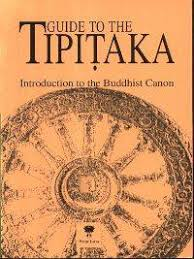 GUIDE TO THE
TIPIṬAKA
Introduction to the Buddhist Canon